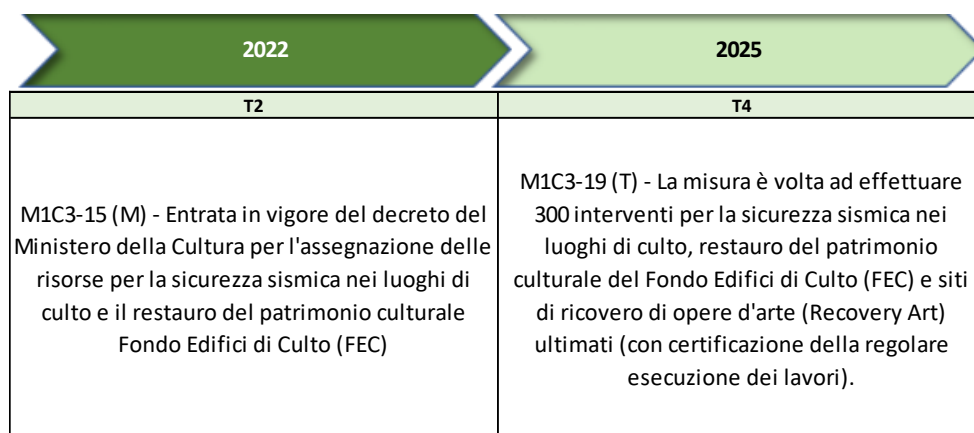 2022
2025
T2
T4
M1C3-15 (M) - Entrata in vigore del decreto del
Ministero della Cultura per l'assegnazione delle
risorse per la sicurezza sismica nei luoghi di
culto e il restauro del patrimonio culturale
Fondo Edifici di Culto (FEC)
M1C3-19 (T) - La misura è volta ad effettuare
300 interventi per la sicurezza sismica nei
luoghi di culto, restauro del patrimonio
culturale del Fondo Edifici di Culto (FEC) e siti
di ricovero di opere d'arte (Recovery Art)
ultimati (con certificazione della regolare
esecuzione dei lavori).